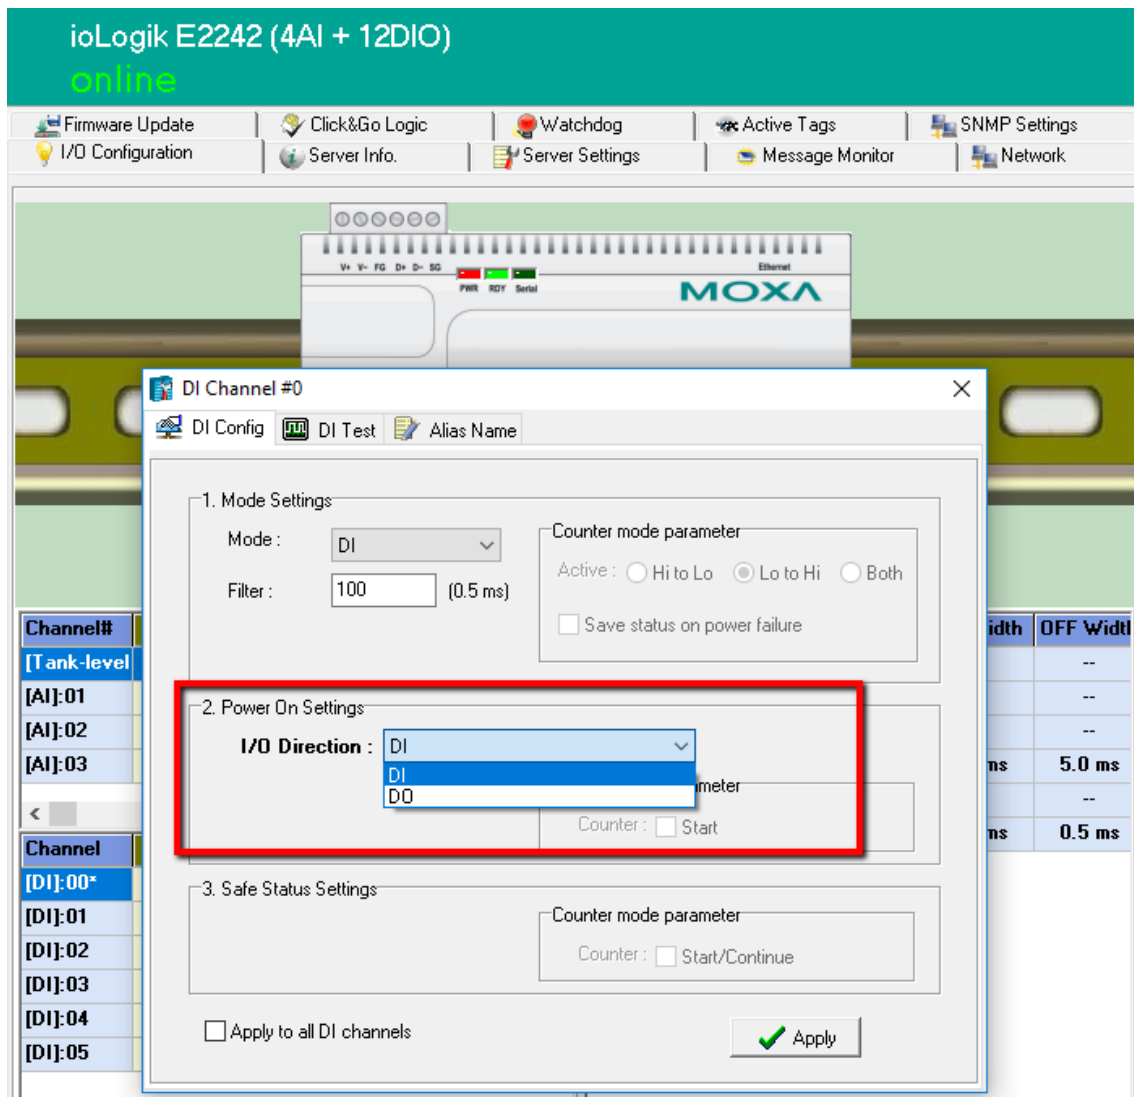 ioLogik E2242 (4AI + 12DIO)
online
Firmware Update
Click&Go Logic
Watchdog
Active Tags
SNMP Settings
I/O Configuration
Server Info.
Server Settings
Message Monitor
Network
V+ V- FG D+ D- SG
Ethernet
PWR RDY Serial
MOXA
DI Channel #0
DI Config
DI Test
Alias Name
1. Mode Settings
Mode :
DI
Filter :
100
(0.5 ms)
Counter mode parameter
Active :
Hi to Lo
Lo to Hi
Both
Save status on power failure
Channel#
[Tank-level
[AI]:01
[AI]:02
[AI]:03
<
idth
OFF Widtl
--
--
--
ns
5.0 ms
--
ns
0.5 ms
2. Power On Settings
I/O Direction :
DI
DI
DO
meter
Counter :
Start
Channel
[DI]:00*
[DI]:01
[DI]:02
[DI]:03
[DI]:04
[DI]:05
3. Safe Status Settings
Counter mode parameter
Counter :
Start/Continue
Apply to all DI channels
Apply